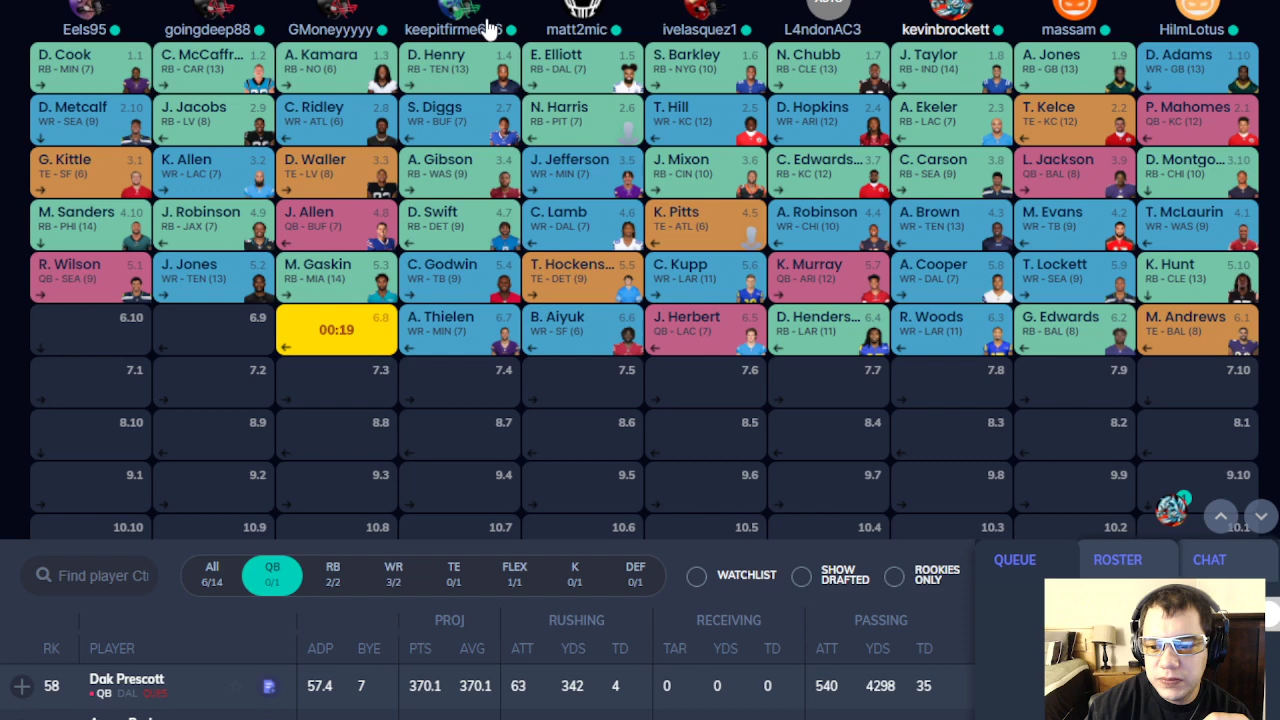 AUTO
Eels95 goingdeep88 GMoneyyyyy keepitfirme6 matt2mic ivelasquez1 L4ndonAC3 kevinbrockett massam HilmLotus
D. Cook 1.1 C. McCaffr... 1.2 A. Kamara 1.3 D. Henry 1.4 E. Elliott 1.5 S. Barkley 1.6 N. Chubb 1.7 J. Taylor 1.8 A. Jones 1.9 D. Adams 1.10
RB - MIN (7) RB - CAR (13) RB - NO (6) RB - TEN (13) RB - DAL (7) RB - NYG (10) RB - CLE (13) RB - IND (14) RB - GB (13) WR - GB (13)
D. Metcalf 2.10 J. Jacobs 2.9 C. Ridley 2.8 S. Diggs 2.7 N. Harris 2.6 T. Hill 2.5 D. Hopkins 2.4 A. Ekeler 2.3 T. Kelce 2.2 P. Mahomes 2.1
WR - SEA (9) RB - LV (8) WR - ATL (6) WR - BUF (7) RB - PIT (7) WR - KC (12) WR - ARI (12) RB - LAC (7) TE - KC (12) QB - KC (12)
G. Kittle 3.1 K. Allen 3.2 D. Waller 3.3 A. Gibson 3.4 J. Jefferson 3.5 J. Mixon 3.6 C. Edwards... 3.7 C. Carson 3.8 L. Jackson 3.9 D. Montgo... 3.10
TE - SF (6) WR - LAC (7) TE - LV (8) RB - WAS (9) WR - MIN (7) RB - CIN (10) RB - KC (12) RB - SEA (9) QB - BAL (8) RB - CHI (10)
M. Sanders 4.10 J. Robinson 4.9 J. Allen 4.8 D. Swift 4.7 C. Lamb 4.6 K. Pitts 4.5 A. Robinson 4.4 A. Brown 4.3 M. Evans 4.2 T. McLaurin 4.1
RB - PHI (14) RB - JAX (7) QB - BUF (7) RB - DET (9) WR - DAL (7) TE - ATL (6) WR - CHI (10) WR - TEN (13) WR - TB (9) WR - WAS (9)
R. Wilson 5.1 J. Jones 5.2 M. Gaskin 5.3 C. Godwin 5.4 T. Hockens... 5.5 C. Kupp 5.6 K. Murray 5.7 A. Cooper 5.8 T. Lockett 5.9 K. Hunt 5.10
QB - SEA (9) WR - TEN (13) RB - MIA (14) WR - TB (9) TE - DET (9) WR - LAR (11) QB - ARI (12) WR - DAL (7) WR - SEA (9) RB - CLE (13)
6.10 6.9 00:19 6.8 A. Thielen 6.7 B. Aiyuk 6.6 J. Herbert 6.5 D. Henders... 6.4 R. Woods 6.3 G. Edwards 6.2 M. Andrews 6.1
WR - MIN (7) WR - SF (6) QB - LAC (7) RB - LAR (11) WR - LAR (11) RB - BAL (8) TE - BAL (8)
7.1 7.2 7.3 7.4 7.5 7.6 7.7 7.8 7.9 7.10
8.10 8.9 8.8 8.7 8.6 8.5 8.4 8.3 8.2 8.1
9.1 9.2 9.3 9.4 9.5 9.6 9.7 9.8 9.9 9.10
10.10 10.9 10.8 10.7 10.6 10.5 10.4 10.3 10.2 10.1
QUEUE ROSTER CHAT
Find player Ctr
All QB RB WR TE FLEX K DEF
6/14 0/1 2/2 3/2 0/1 1/1 0/1 0/1
WATCHLIST SHOW DRAFTED ROOKIES ONLY
PROJ RUSHING RECEIVING PASSING
RK PLAYER ADP BYE PTS AVG ATT YDS TD TAR YDS TD ATT YDS TD
58 Dak Prescott 57.4 7 370.1 370.1 63 342 4 0 0 0 540 4298 35
QB DAL QUES